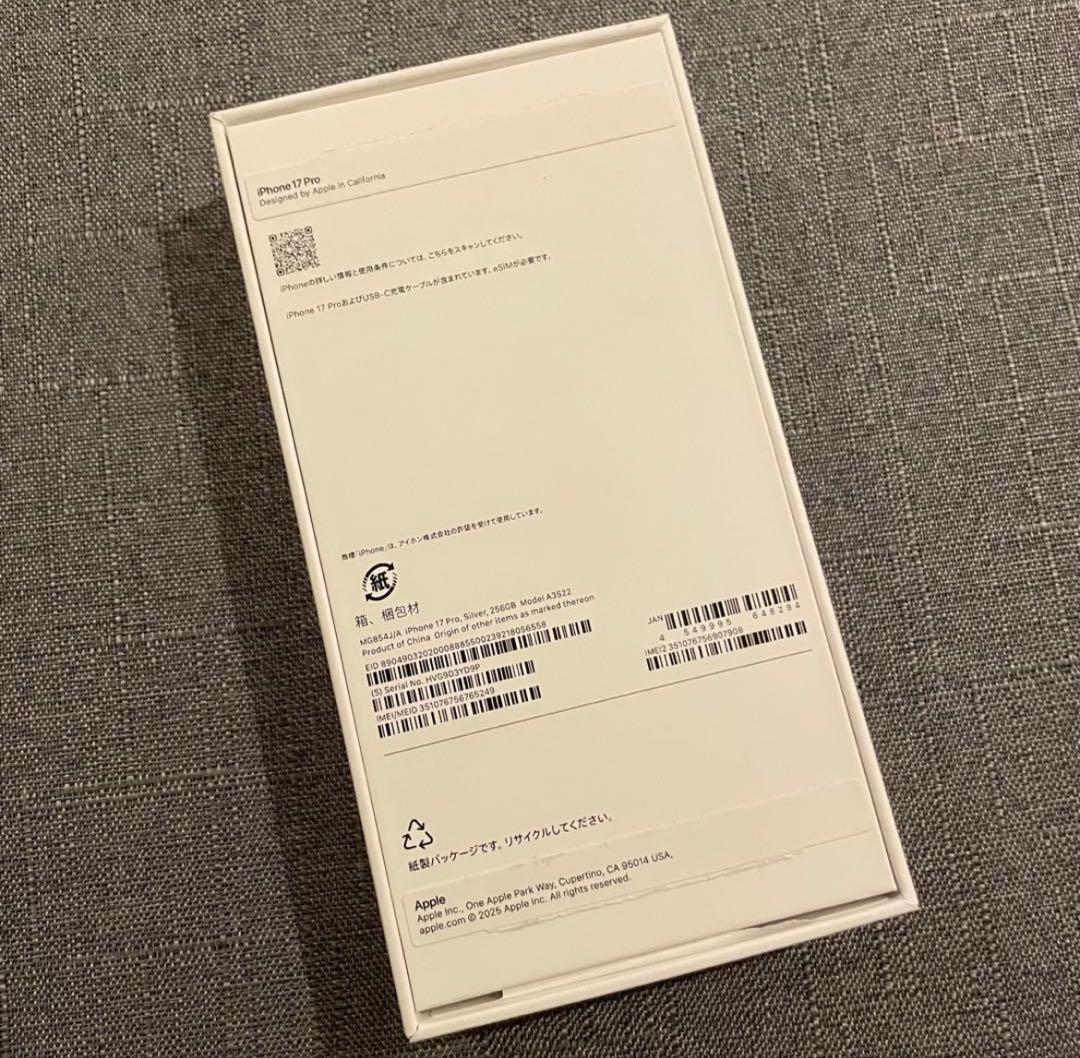 iPhone 17 Pro
Designed by Apple in California
iPhoneの詳しい情報と使用条件については、こちらをスキャンしてください。
iPhone 17 ProおよびUSB-C充電ケーブルが含まれています。eSIMが必要です。
商標「iPhone」は、アイホン株式会社の許諾を受けて使用しています。
紙
箱、梱包材
MG854J/A iPhone 17 Pro, Silver, 256GB Model A3522
Product of China Origin of other items as marked thereon
EID 89049032020008885500239218056558
(S) Serial No. HVG9D3YD9P
IMEI/MEID 351076756765249
JAN
4 549995 648294
IMEI2 351076756907908
紙製パッケージです。リサイクルしてください。
Apple
Apple Inc., One Apple Park Way, Cupertino, CA 95014 USA,
apple.com © 2025 Apple Inc. All rights reserved.